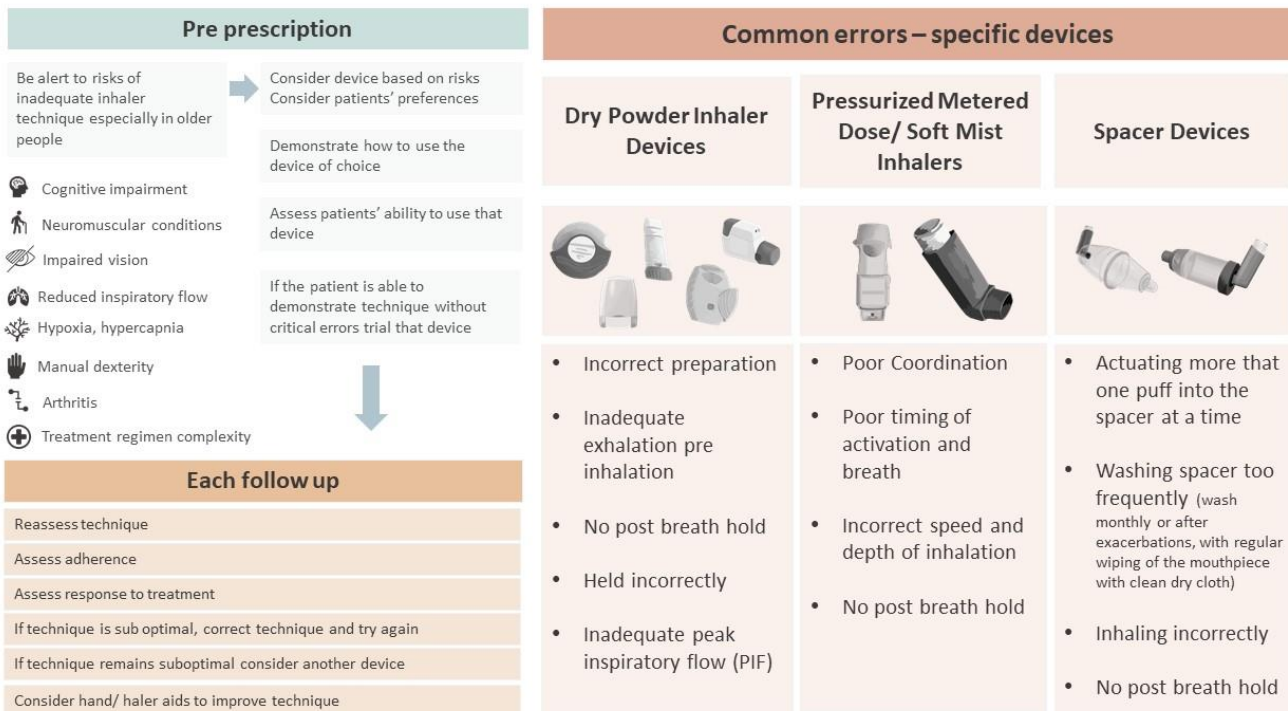 Pre prescription
Be alert to risks of
inadequate inhaler
technique especially in older
people
Cognitive impairment
Neuromuscular conditions
Impaired vision
Reduced inspiratory flow
Hypoxia, hypercapnia
Manual dexterity
Arthritis
Treatment regimen complexity
Consider device based on risks
Consider patients’ preferences
Demonstrate how to use the
device of choice
Assess patients’ ability to use that
device
If the patient is able to
demonstrate technique without
critical errors trial that device
Each follow up
Reassess technique
Assess adherence
Assess response to treatment
If technique is sub optimal, correct technique and try again
If technique remains suboptimal consider another device
Consider hand/ haler aids to improve technique
Common errors – specific devices
Dry Powder Inhaler
Devices
• Incorrect preparation
• Inadequate
exhalation pre
inhalation
• No post breath hold
• Held incorrectly
• Inadequate peak
inspiratory flow (PIF)
Pressurized Metered
Dose/ Soft Mist
Inhalers
• Poor Coordination
• Poor timing of
activation and
breath
• Incorrect speed and
depth of inhalation
• No post breath hold
Spacer Devices
• Actuating more that
one puff into the
spacer at a time
• Washing spacer too
frequently (wash
monthly or after
exacerbations, with regular
wiping of the mouthpiece
with clean dry cloth)
• Inhaling incorrectly
• No post breath hold